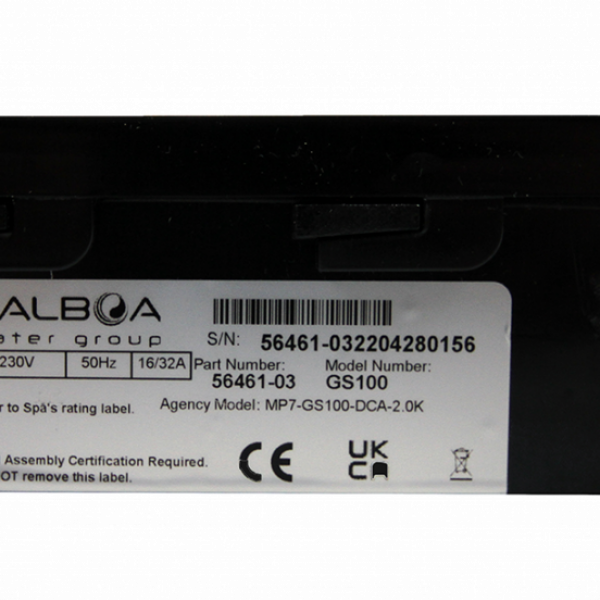 ALBOA
ater group
S/N: 56461-032204280156
230V 50Hz 16/32A
Part Number: Model Number:
56461-03 GS100
r to Spā's rating label.
Agency Model: MP7-GS100-DCA-2.0K
Assembly Certification Required.
OT remove this label.
CE
UK
CA